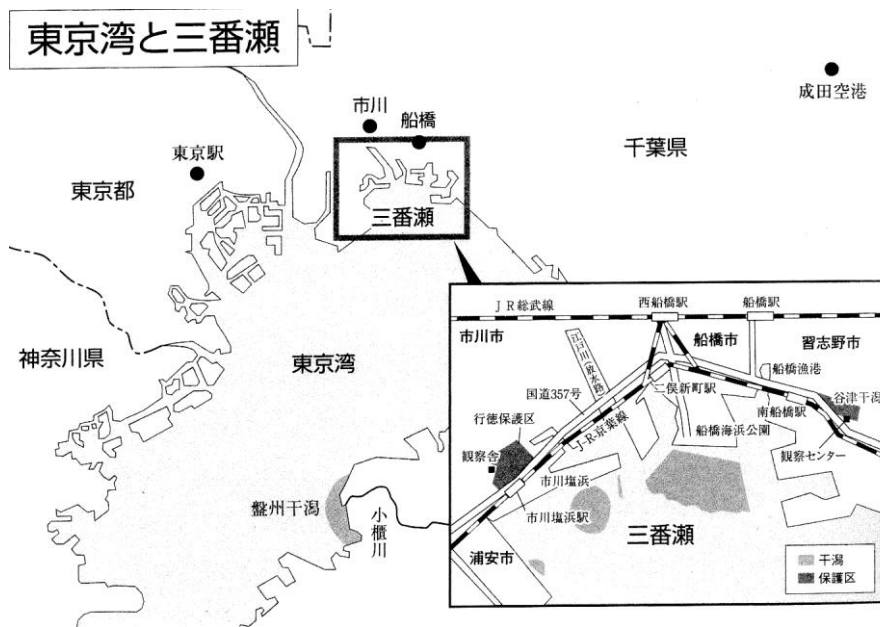 東京湾と三番瀬
成田空港
市川
船橋
千葉県
東京駅
東京都
三番瀬
神奈川県
東京湾
盤州干潟
小櫃川
JR総武線
西船橋駅
船橋駅
市川市
江戸川(放水路)
船橋市
習志野市
船橋漁港
国道357号
二俣新町駅
谷津干潟
行徳保護区
J-R-京葉線
南船橋駅
船橋海浜公園
観察舎
観察センター
市川塩浜
市川塩浜駅
三番瀬
浦安市
干潟
保護区